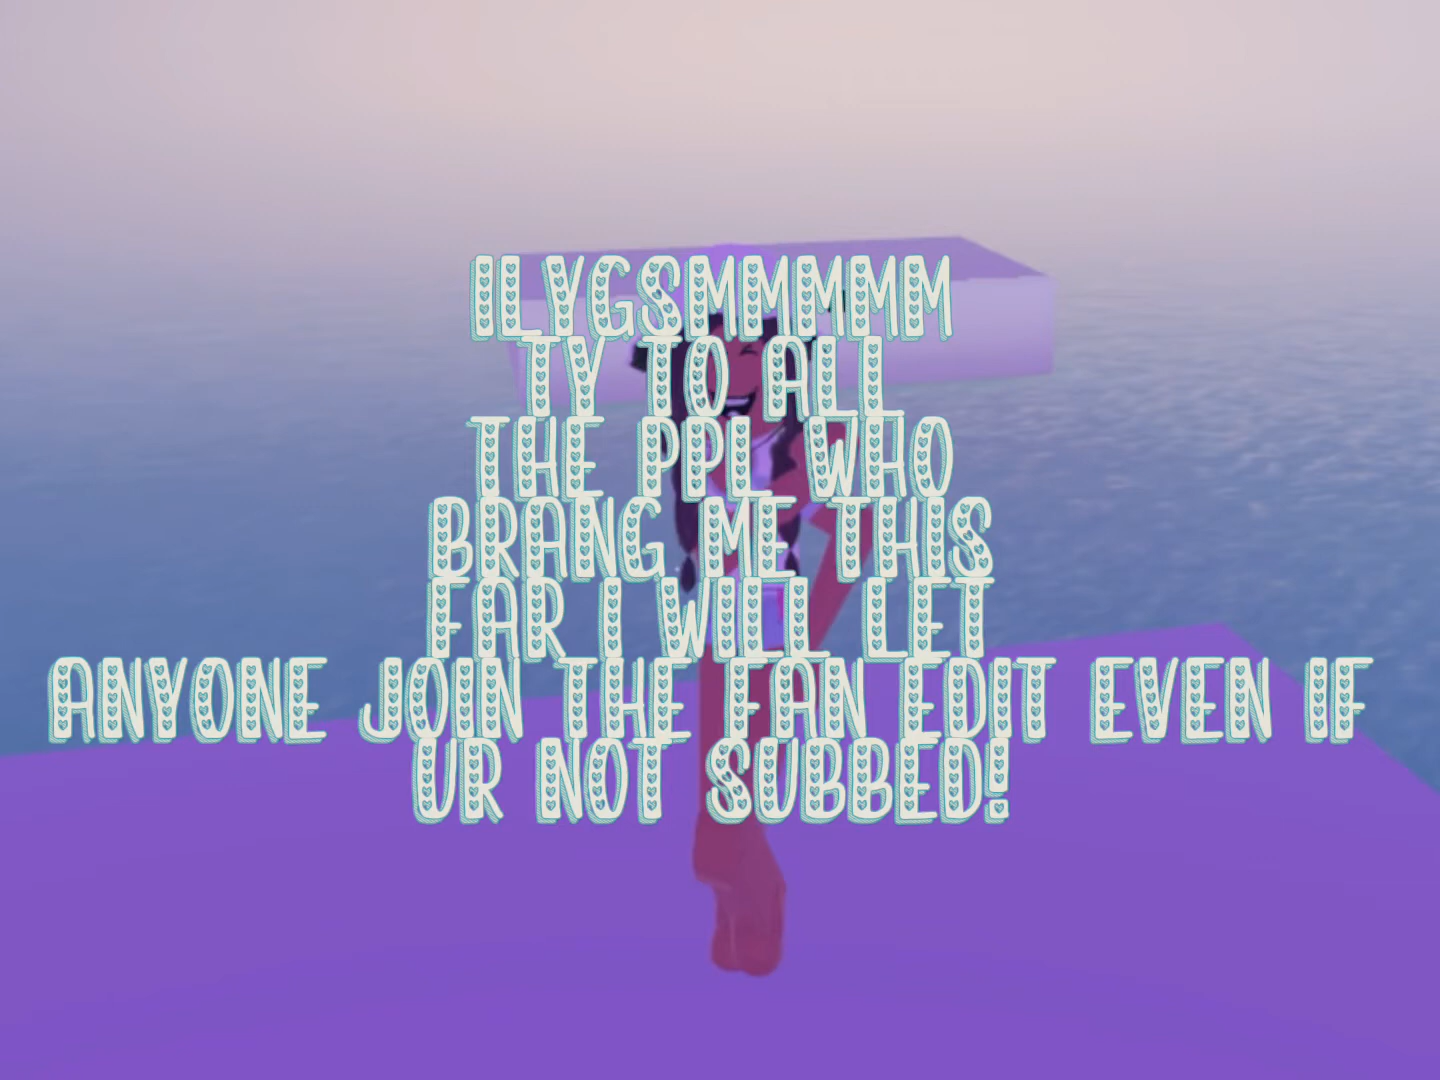 ILYGSMMMMM
TY TO ALL
THE PPL WHO
BRANG ME THIS
FAR I WILL LET
ANYONE JOIN THE FAN EDIT EVEN IF
UR NOT SUBBED!